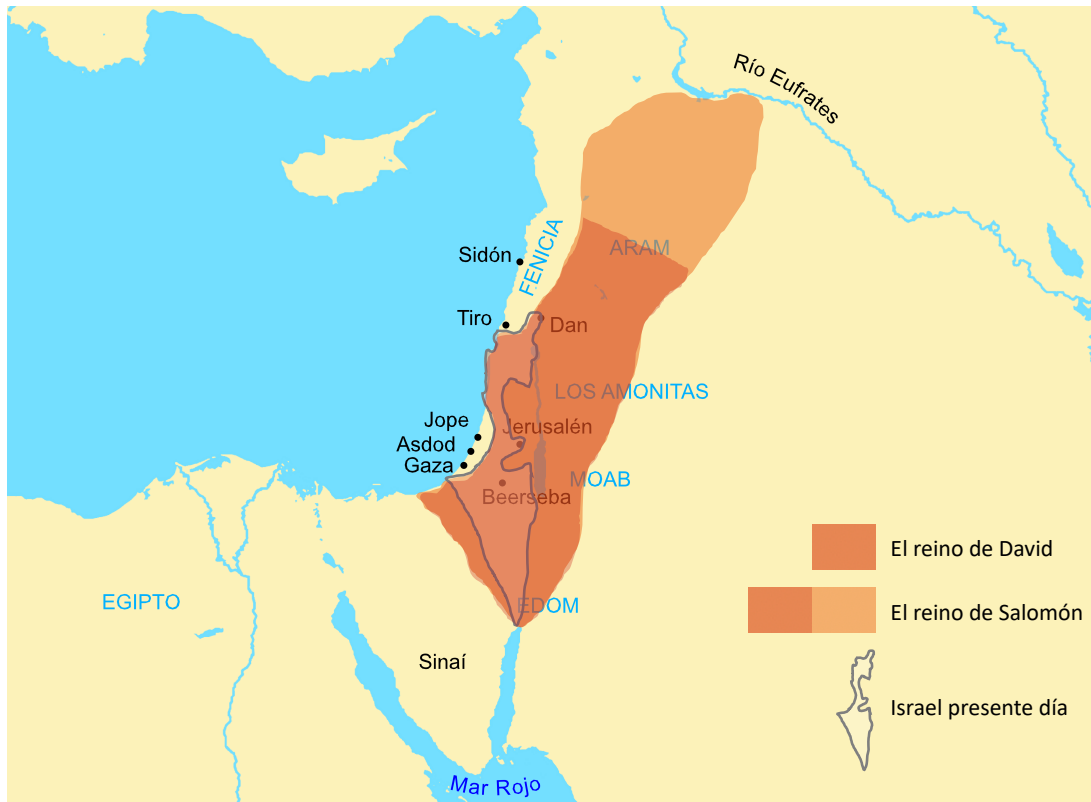 Río Eufrates
ARAM
FENICIA
Sidón
Tiro
Dan
LOS AMONITAS
Jope
Jerusalén
Asdod
Gaza
MOAB
Beerseba
El reino de David
EGIPTO
EDOM
El reino de Salomón
Sinaí
Israel presente día
Mar Rojo